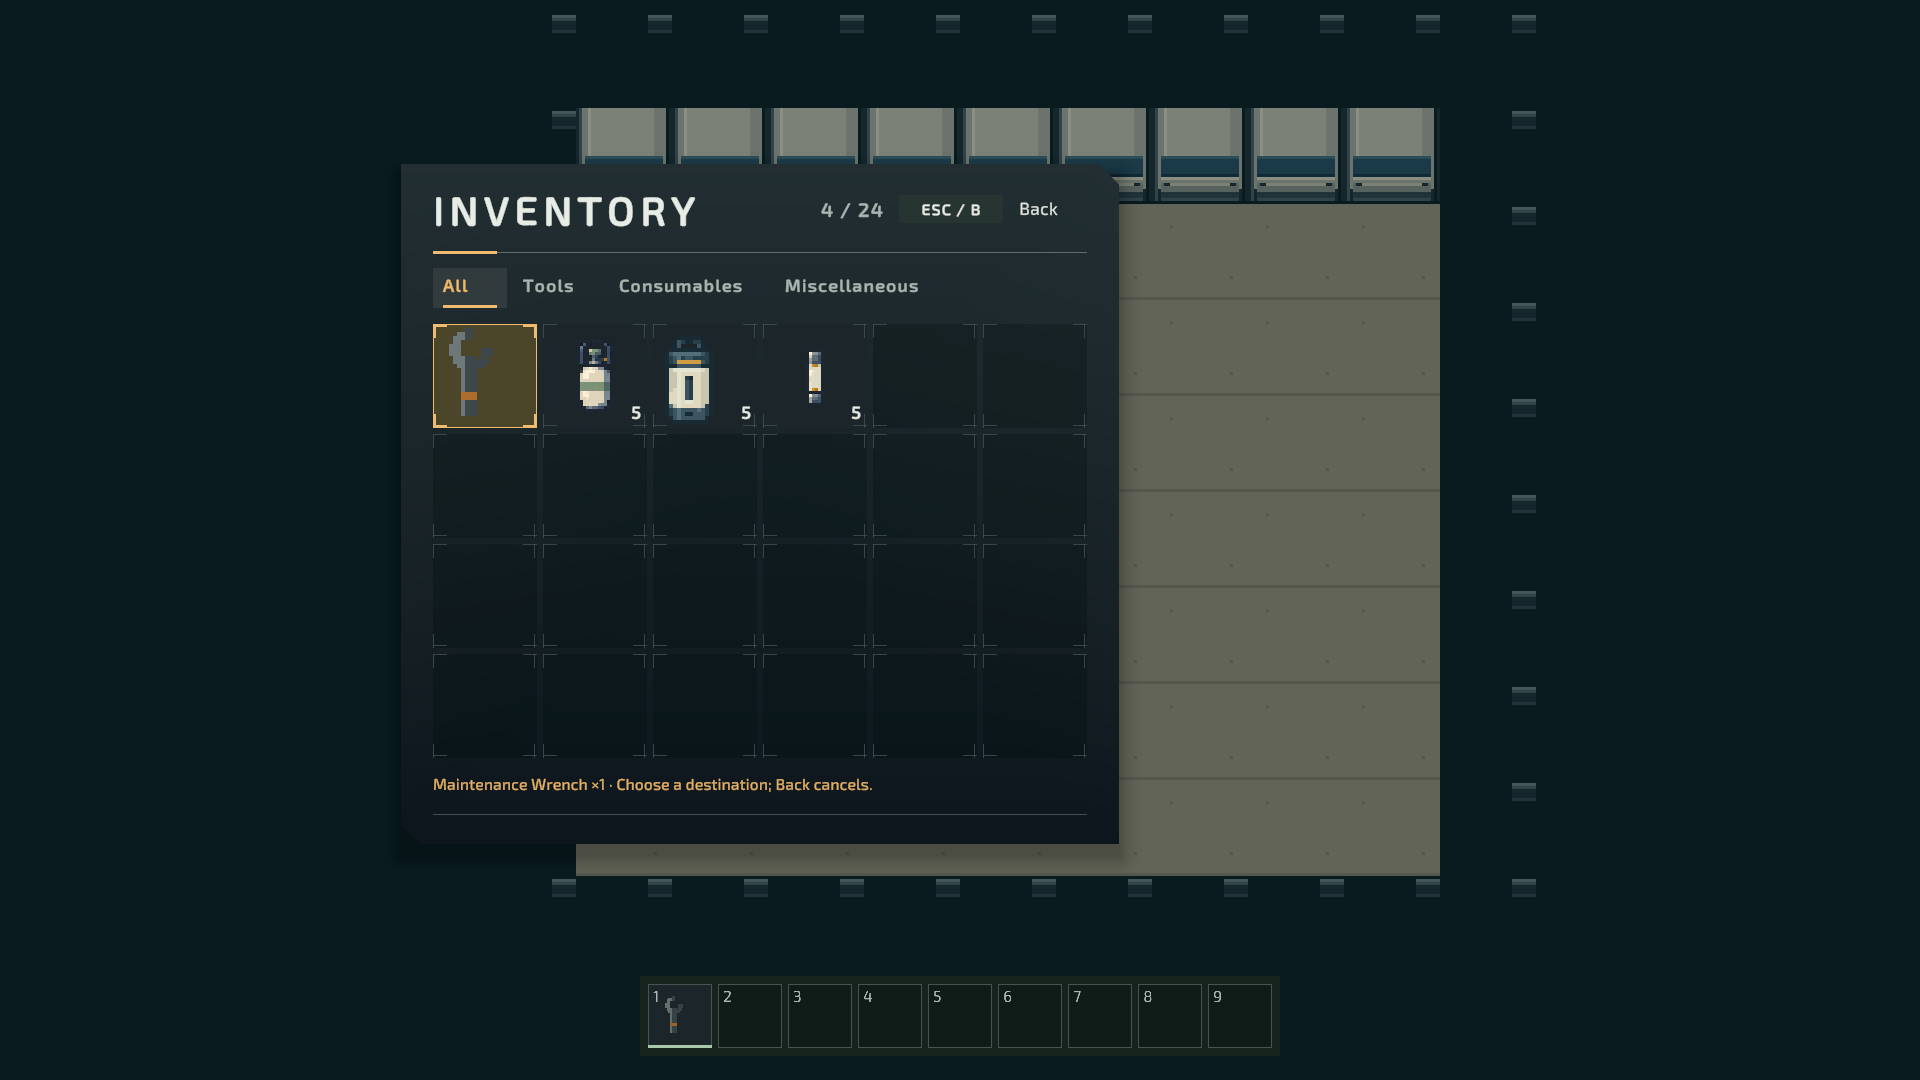 INVENTORY 4 / 24 ESC / B Back
All Tools Consumables Miscellaneous
5 5 5
Maintenance Wrench ×1 · Choose a destination; Back cancels.
1 2 3 4 5 6 7 8 9